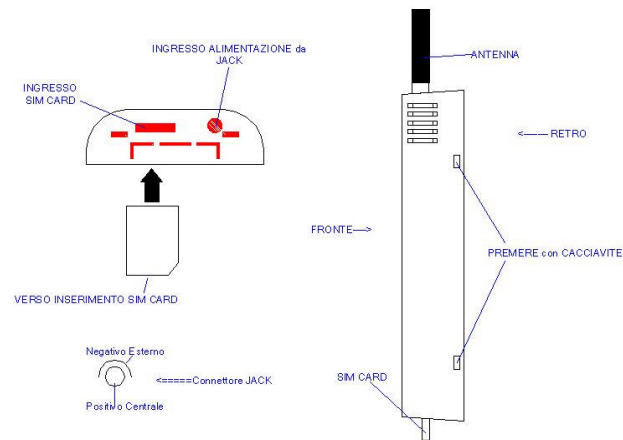 INGRESSO ALIMENTAZIONE da
JACK
INGRESSO
SIM CARD
VERSO INSERIMENTO SIM CARD
Negativo Esterno
<=====Connettore JACK
Positivo Centrale
ANTENNA
<----- RETRO
FRONTE--->
PREMERE con CACCIAVITE
SIM CARD